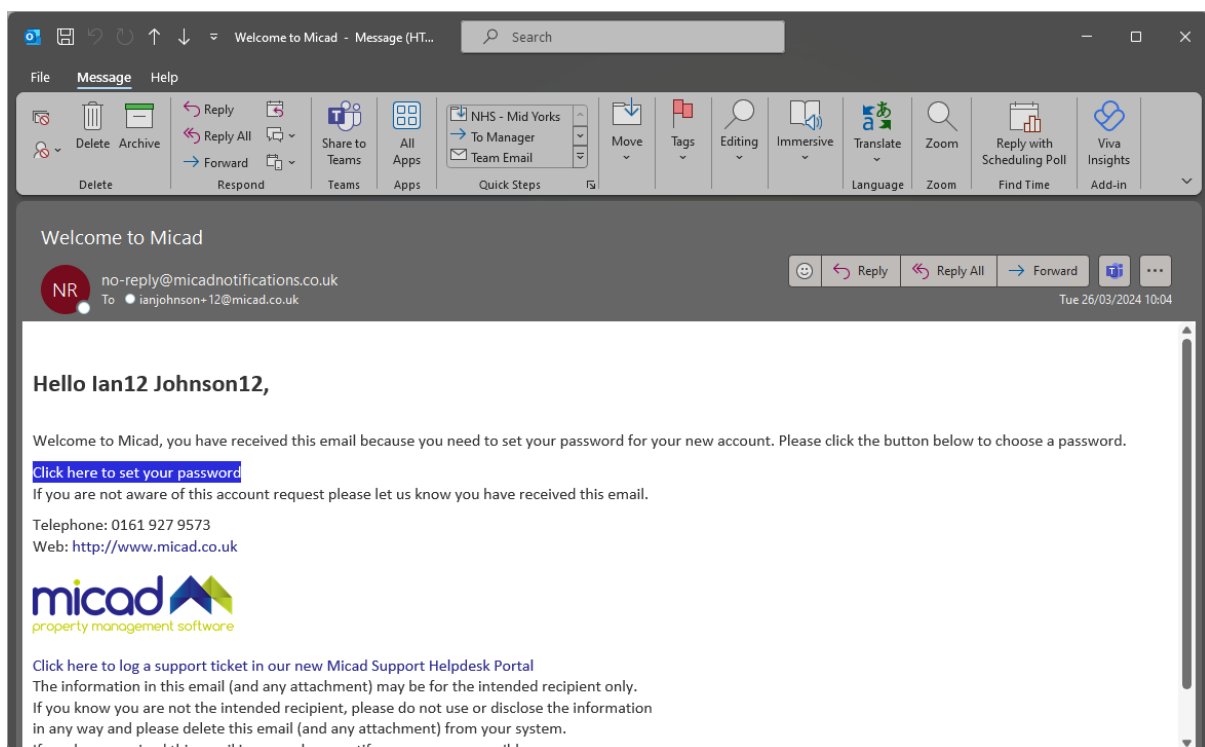 Welcome to Micad - Message (HT...
Search
File Message Help
Delete Archive
Reply
Reply All
Forward
Share to Teams
All Apps
NHS - Mid Yorks
To Manager
Team Email
Move
Tags
Editing
Immersive
Translate
Zoom
Reply with Scheduling Poll
Viva Insights
Delete Respond Teams Apps Quick Steps Language Zoom Find Time Add-in
Welcome to Micad
NR
no-reply@micadnotifications.co.uk
To ianjohnson+12@micad.co.uk
Reply Reply All Forward
Tue 26/03/2024 10:04
Hello Ian12 Johnson12,
Welcome to Micad, you have received this email because you need to set your password for your new account. Please click the button below to choose a password.
Click here to set your password
If you are not aware of this account request please let us know you have received this email.
Telephone: 0161 927 9573
Web: http://www.micad.co.uk
micad
property management software
Click here to log a support ticket in our new Micad Support Helpdesk Portal
The information in this email (and any attachment) may be for the intended recipient only.
If you know you are not the intended recipient, please do not use or disclose the information
in any way and please delete this email (and any attachment) from your system.